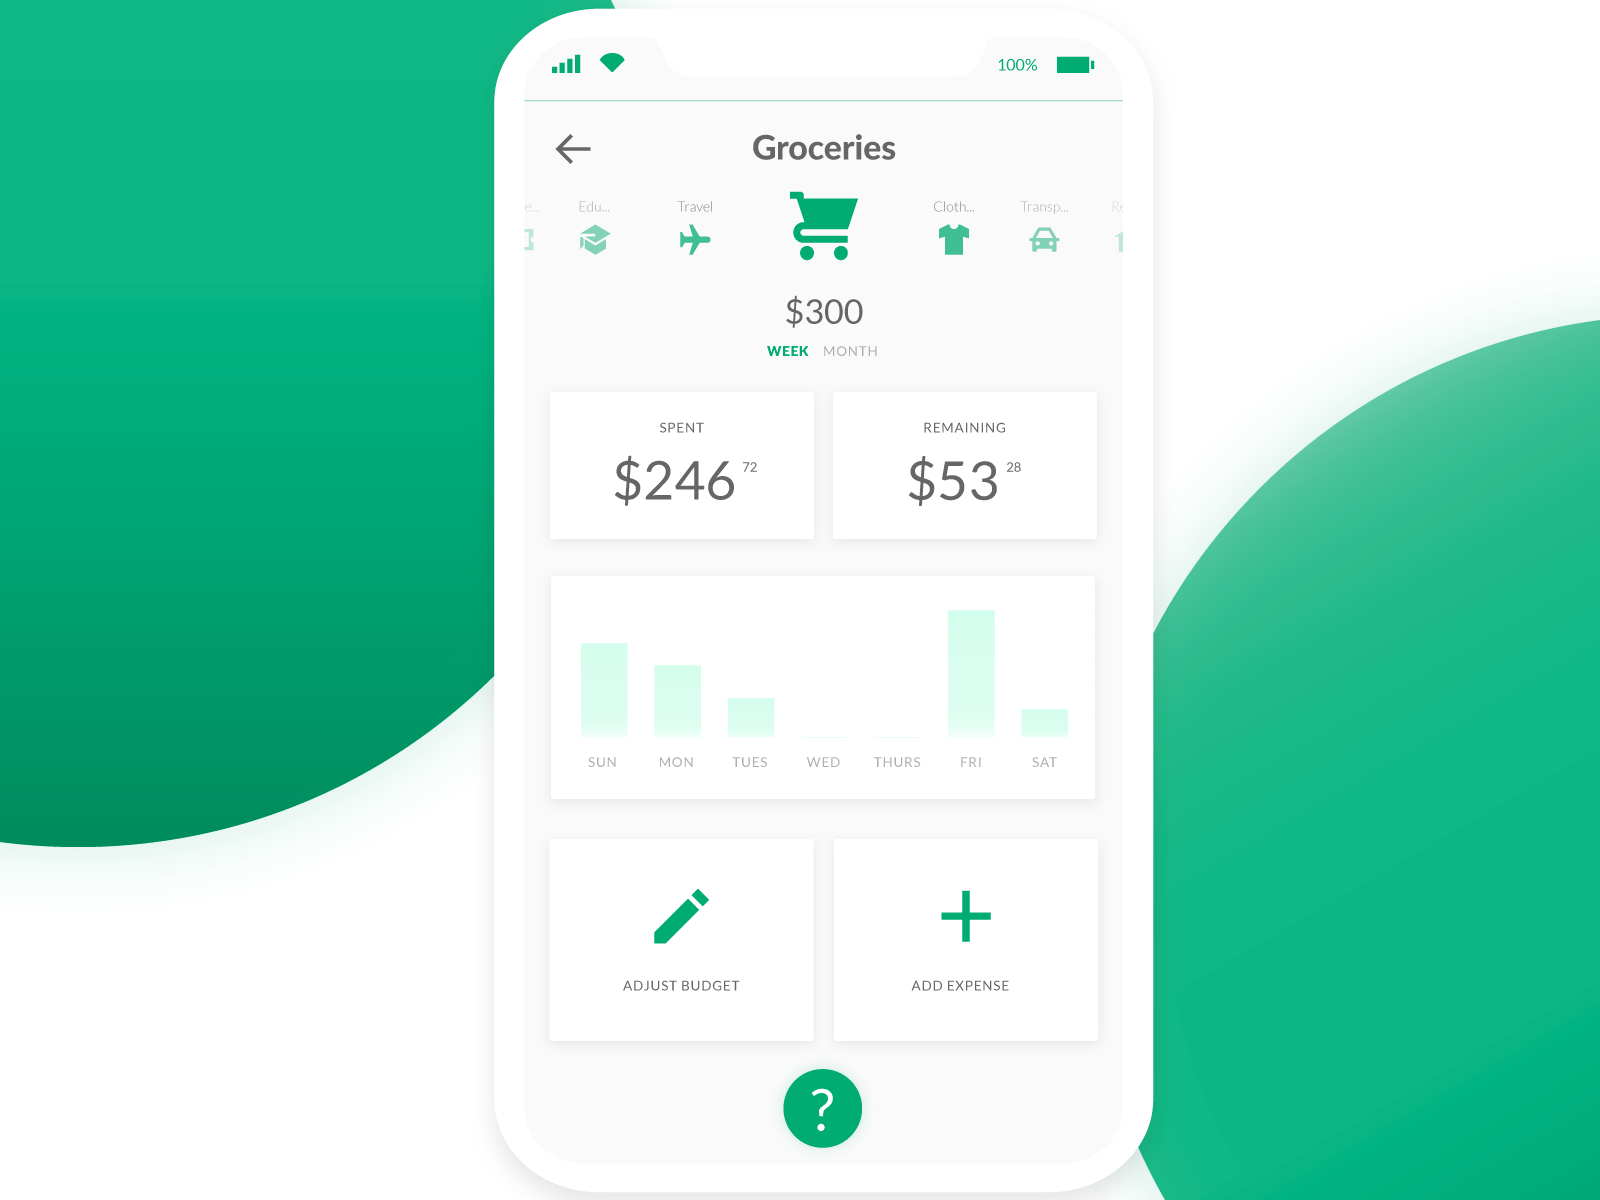 100%
Groceries
e... Edu... Travel Cloth... Transp... Re
$300
WEEK MONTH
SPENT REMAINING
$246 72 $53 28
SUN MON TUES WED THURS FRI SAT
ADJUST BUDGET ADD EXPENSE
?